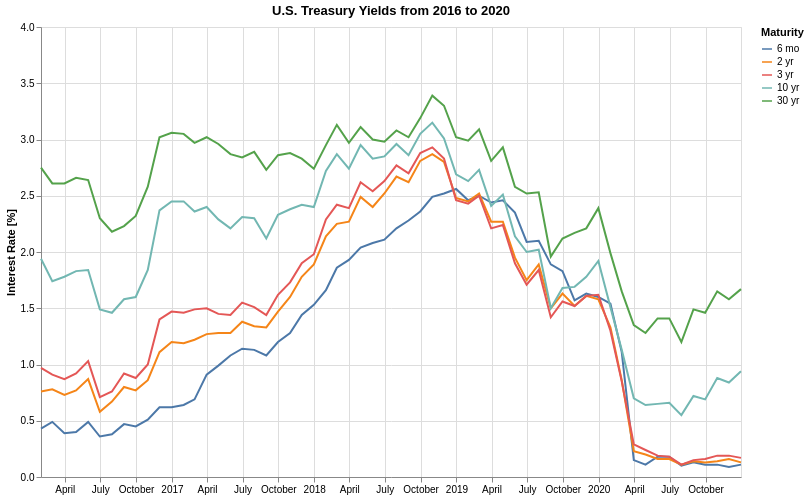 U.S. Treasury Yields from 2016 to 2020
Interest Rate [%]
4.0
3.5
3.0
2.5
2.0
1.5
1.0
0.5
0.0
April July October 2017 April July October 2018 April July October 2019 April July October 2020 April July October
Maturity
6 mo
2 yr
3 yr
10 yr
30 yr